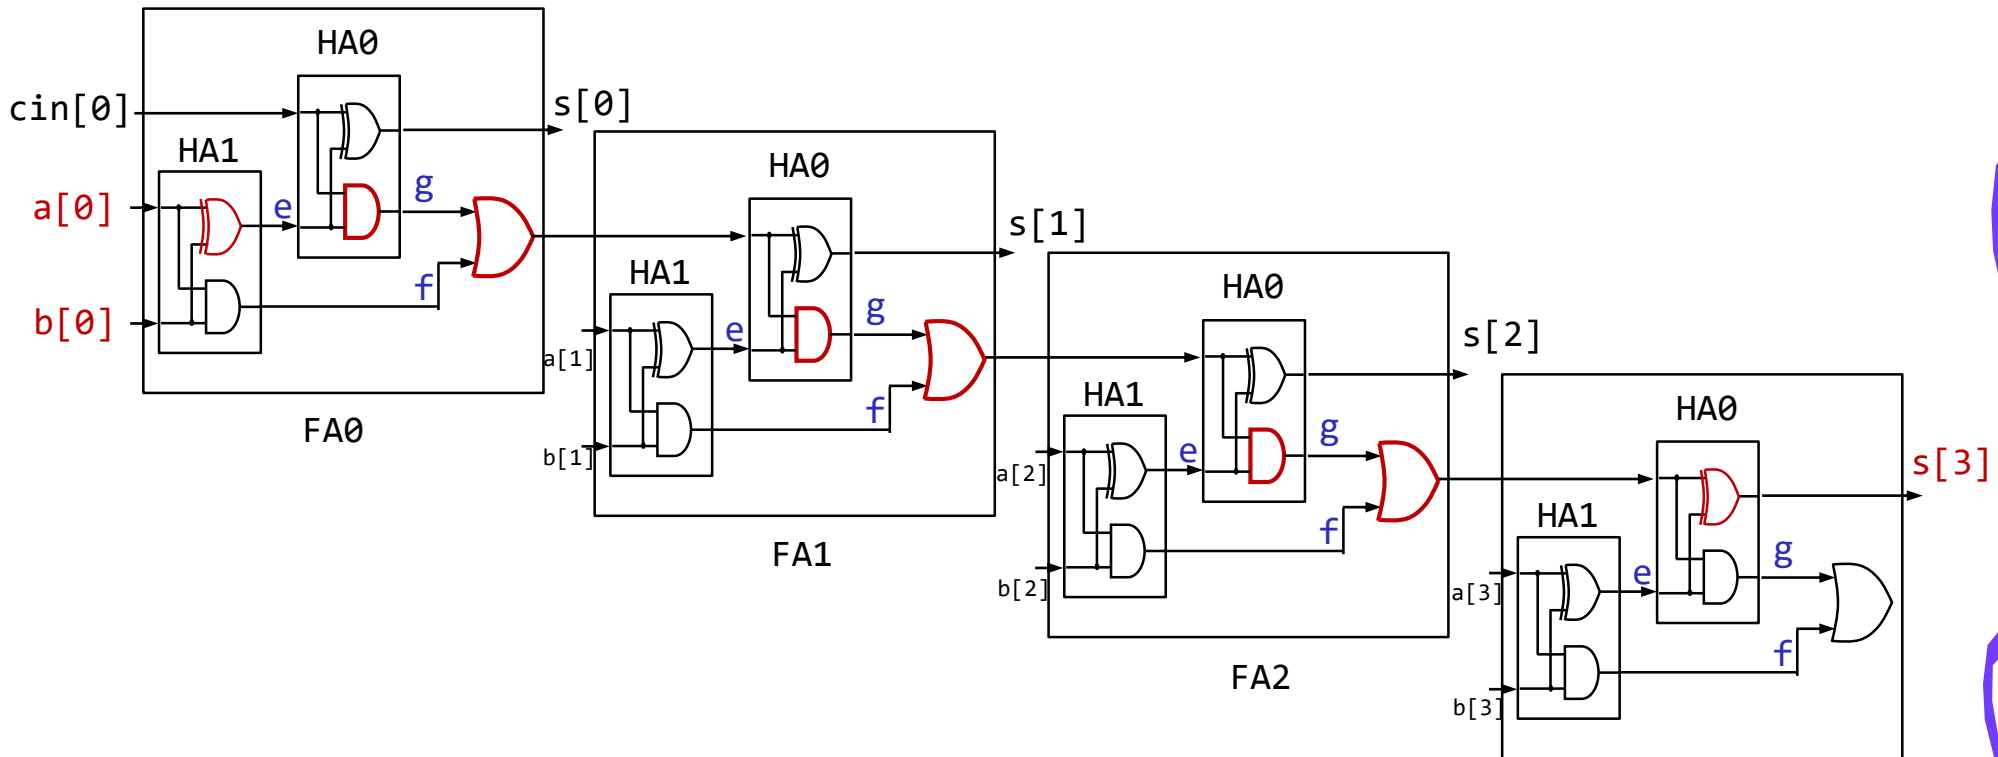 HA0
cin[0]
s[0]
HA1
a[0]
e
g
b[0]
f
FA0
HA0
s[1]
HA1
a[1]
e
g
b[1]
f
FA1
HA0
s[2]
HA1
a[2]
e
g
b[2]
f
FA2
HA0
s[3]
HA1
a[3]
e
g
b[3]
f